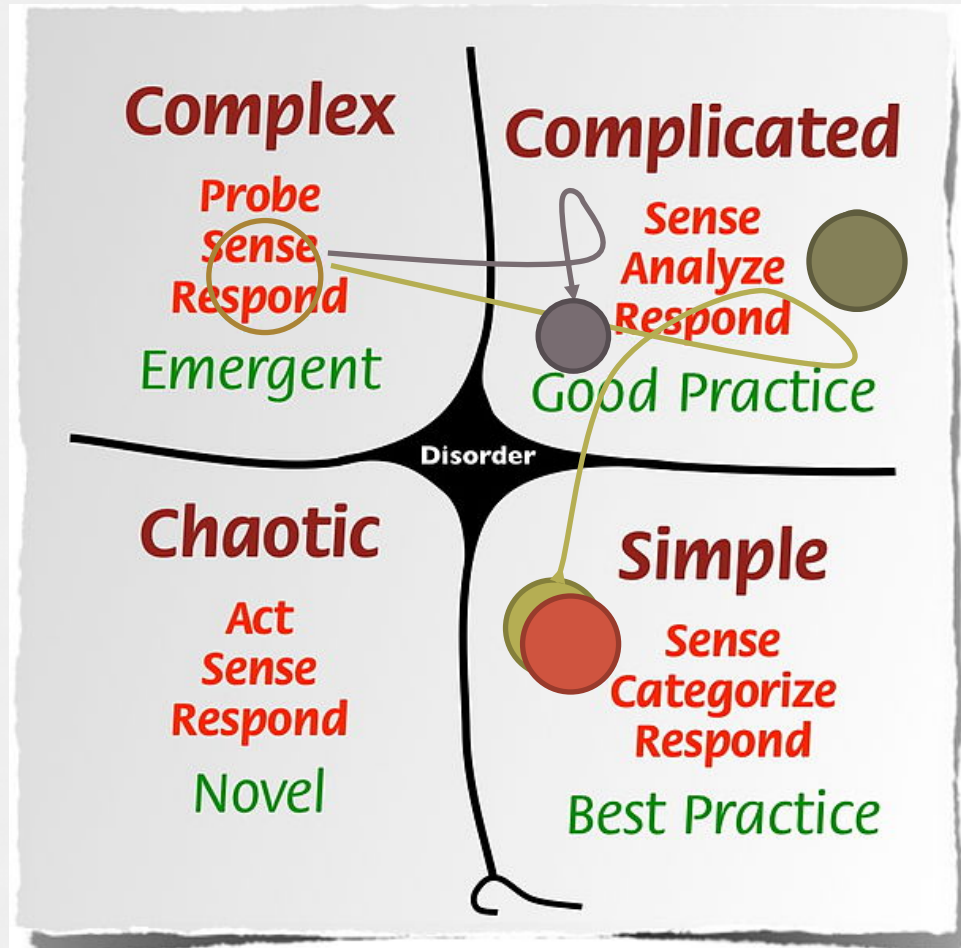 Complex
Probe
Sense
Respond
Emergent
Complicated
Sense
Analyze
Respond
Good Practice
Disorder
Chaotic
Act
Sense
Respond
Novel
Simple
Sense
Categorize
Respond
Best Practice